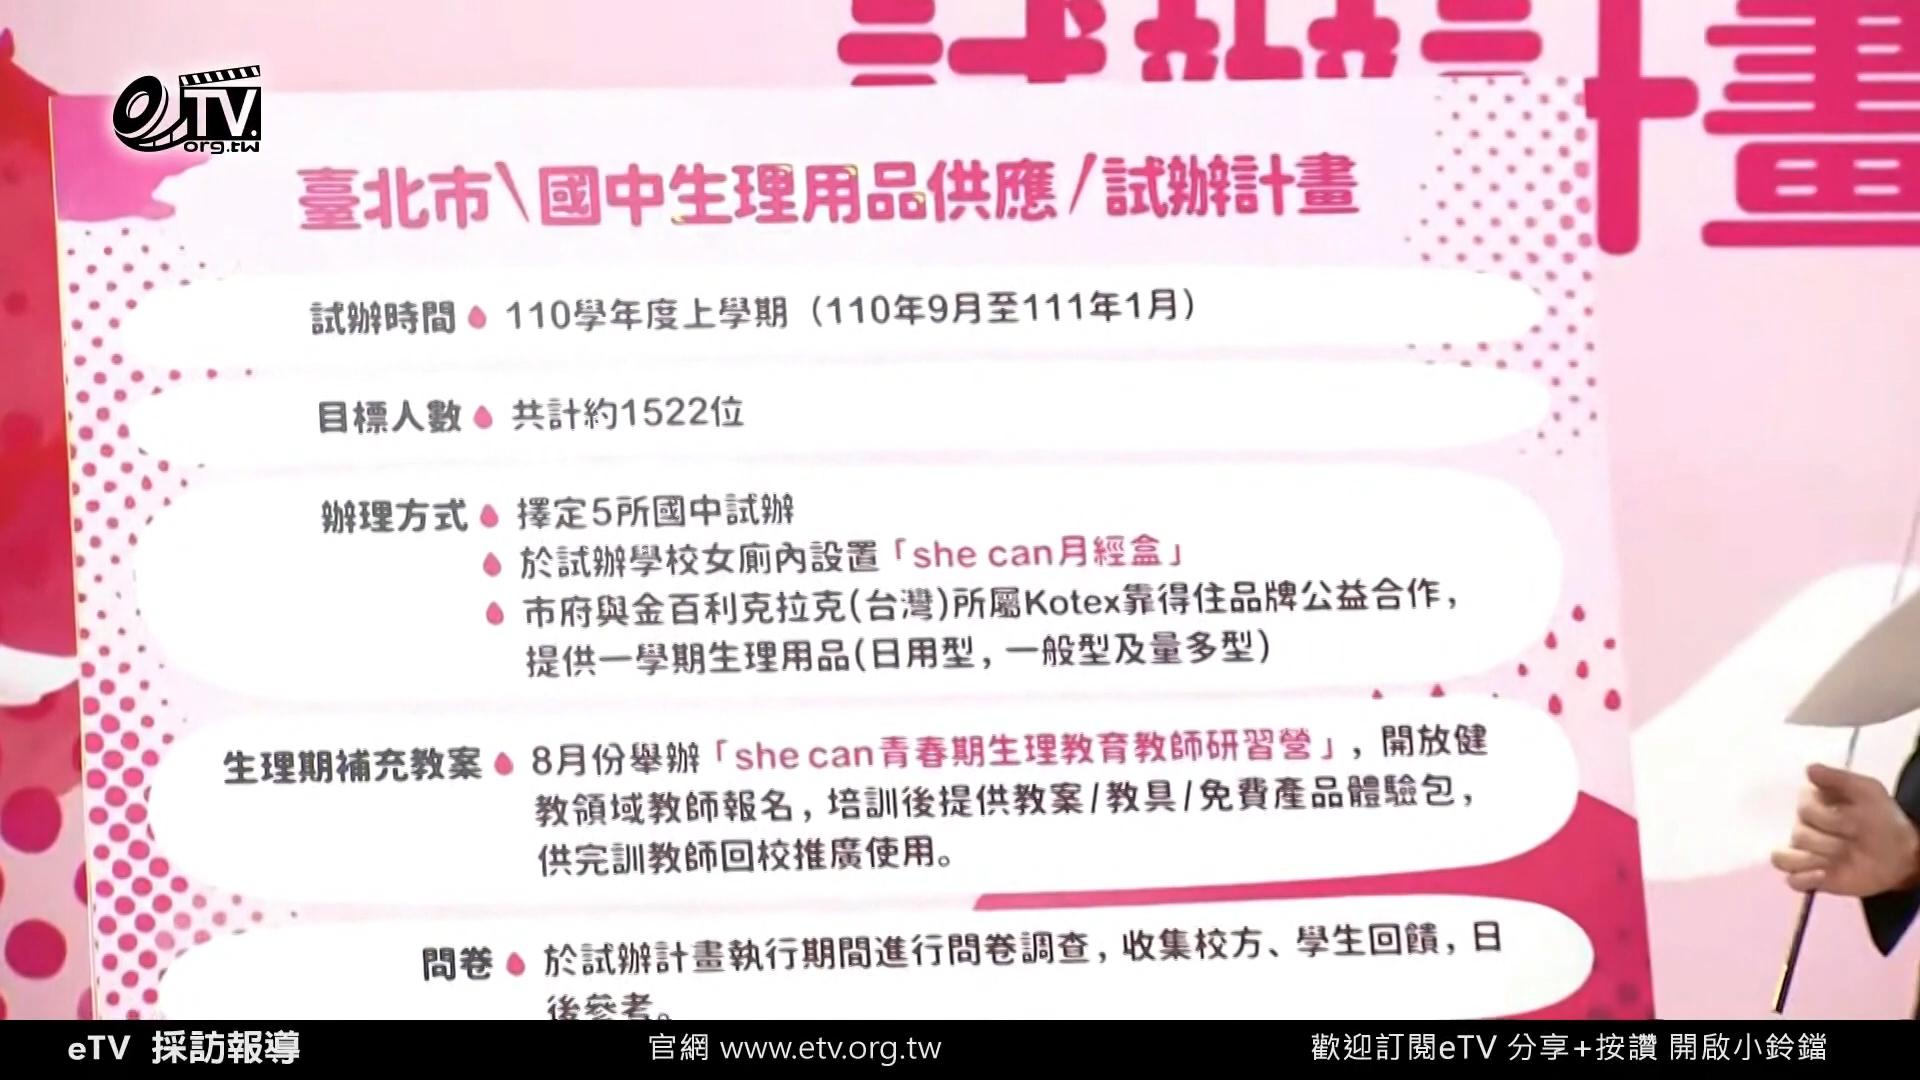 試辦計畫
eTV.
org.tw
臺北市\國中生理用品供應/試辦計畫
試辦時間 110學年度上學期（110年9月至111年1月）
目標人數 共計約1522位
辦理方式 擇定5所國中試辦
於試辦學校女廁內設置「she can月經盒」
市府與金百利克拉克(台灣)所屬Kotex靠得住品牌公益合作，
提供一學期生理用品(日用型，一般型及量多型)
生理期補充教案 8月份舉辦「she can青春期生理教育教師研習營」，開放健
教領域教師報名，培訓後提供教案/教具/免費產品體驗包，
供完訓教師回校推廣使用。
問卷 於試辦計畫執行期間進行問卷調查，收集校方、學生回饋，日
後參考。
eTV 採訪報導 官網 www.etv.org.tw 歡迎訂閱eTV 分享+按讚 開啟小鈴鐺